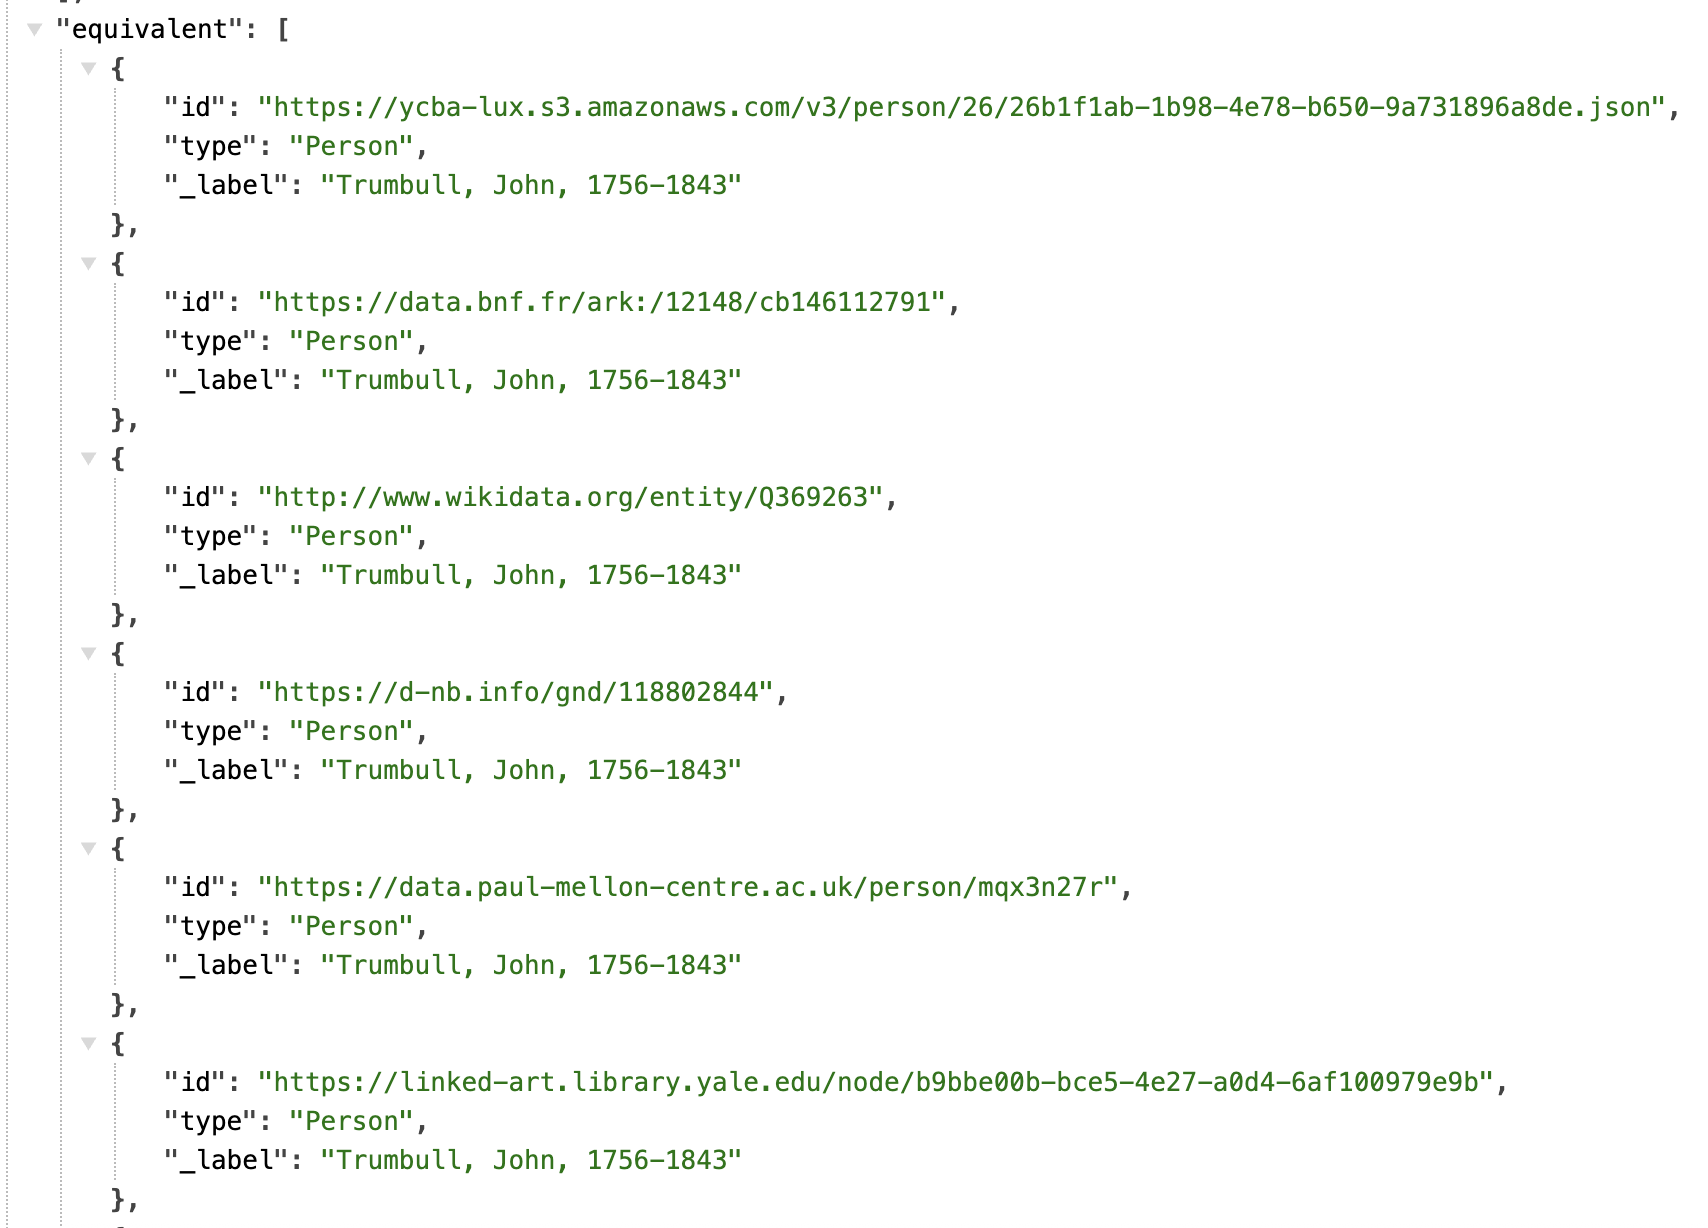 "equivalent": [
{
"id": "https://ycba-lux.s3.amazonaws.com/v3/person/26/26b1f1ab-1b98-4e78-b650-9a731896a8de.json",
"type": "Person",
"_label": "Trumbull, John, 1756-1843"
},
{
"id": "https://data.bnf.fr/ark:/12148/cb146112791",
"type": "Person",
"_label": "Trumbull, John, 1756-1843"
},
{
"id": "http://www.wikidata.org/entity/Q369263",
"type": "Person",
"_label": "Trumbull, John, 1756-1843"
},
{
"id": "https://d-nb.info/gnd/118802844",
"type": "Person",
"_label": "Trumbull, John, 1756-1843"
},
{
"id": "https://data.paul-mellon-centre.ac.uk/person/mqx3n27r",
"type": "Person",
"_label": "Trumbull, John, 1756-1843"
},
{
"id": "https://linked-art.library.yale.edu/node/b9bbe00b-bce5-4e27-a0d4-6af100979e9b",
"type": "Person",
"_label": "Trumbull, John, 1756-1843"
},